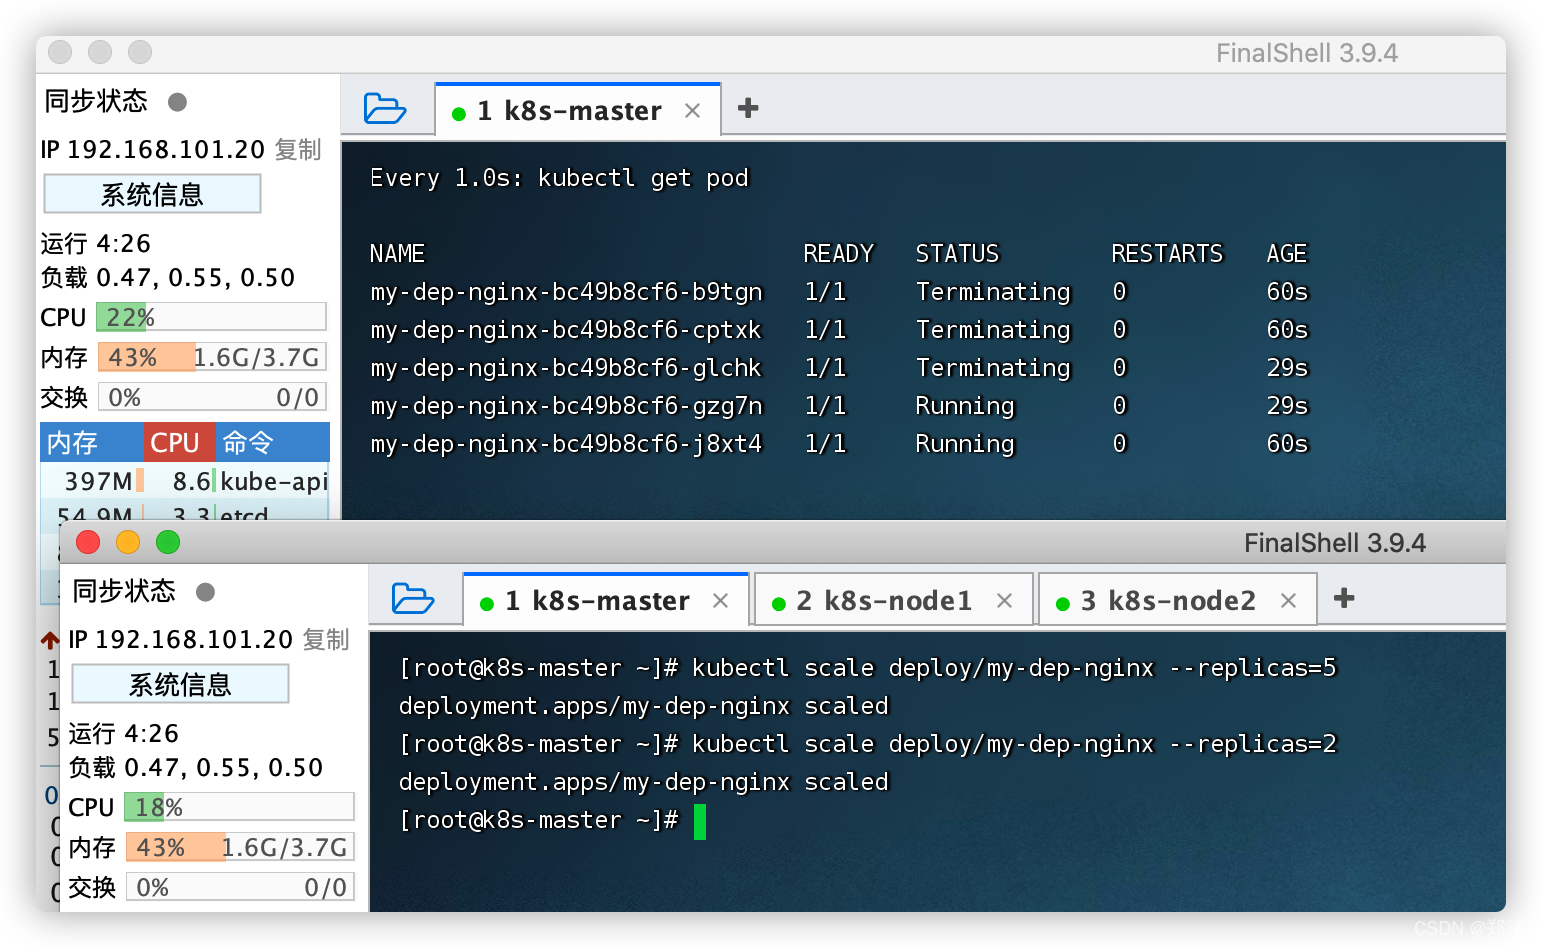 FinalShell 3.9.4
同步状态
IP 192.168.101.20 复制
系统信息
运行 4:26
负载 0.47, 0.55, 0.50
CPU 22%
内存 43% 1.6G/3.7G
交换 0% 0/0
内存 CPU 命令
397M 8.6 kube-api
54.9M 3.3 etcd
1 k8s-master
Every 1.0s: kubectl get pod
NAME READY STATUS RESTARTS AGE
my-dep-nginx-bc49b8cf6-b9tgn 1/1 Terminating 0 60s
my-dep-nginx-bc49b8cf6-cptxk 1/1 Terminating 0 60s
my-dep-nginx-bc49b8cf6-glchk 1/1 Terminating 0 29s
my-dep-nginx-bc49b8cf6-gzg7n 1/1 Running 0 29s
my-dep-nginx-bc49b8cf6-j8xt4 1/1 Running 0 60s
FinalShell 3.9.4
同步状态
IP 192.168.101.20 复制
系统信息
运行 4:26
负载 0.47, 0.55, 0.50
CPU 18%
内存 43% 1.6G/3.7G
交换 0% 0/0
1 k8s-master 2 k8s-node1 3 k8s-node2
[root@k8s-master ~]# kubectl scale deploy/my-dep-nginx --replicas=5
deployment.apps/my-dep-nginx scaled
[root@k8s-master ~]# kubectl scale deploy/my-dep-nginx --replicas=2
deployment.apps/my-dep-nginx scaled
[root@k8s-master ~]#
CSDN